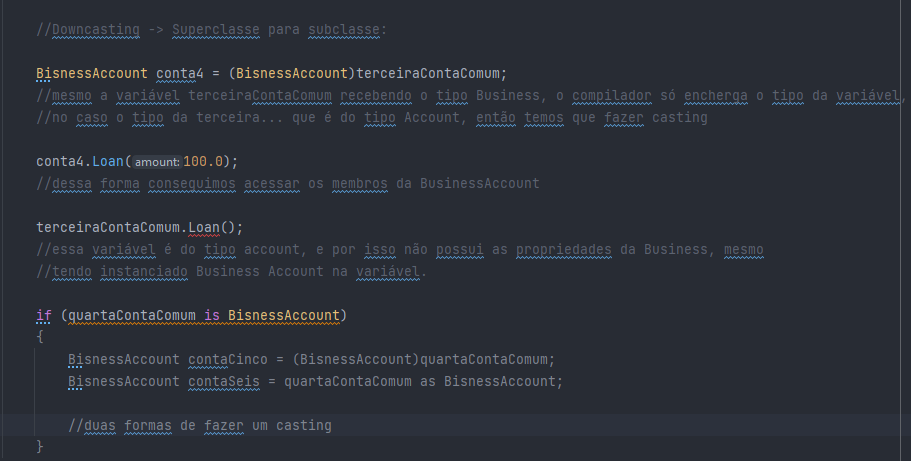 //Downcasting -> Superclasse para subclasse:
BisnessAccount conta4 = (BisnessAccount)terceiraContaComum;
//mesmo a variável terceiraContaComum recebendo o tipo Business, o compilador só encherga o tipo da variável,
//no caso o tipo da terceira... que é do tipo Account, então temos que fazer casting
conta4.Loan( amount: 100.0);
//dessa forma conseguimos acessar os membros da BusinessAccount
terceiraContaComum.Loan();
//essa variável é do tipo account, e por isso não possui as propriedades da Business, mesmo
//tendo instanciado Business Account na variável.
if (quartaContaComum is BisnessAccount)
{
BisnessAccount contaCinco = (BisnessAccount)quartaContaComum;
BisnessAccount contaSeis = quartaContaComum as BisnessAccount;
//duas formas de fazer um casting
}